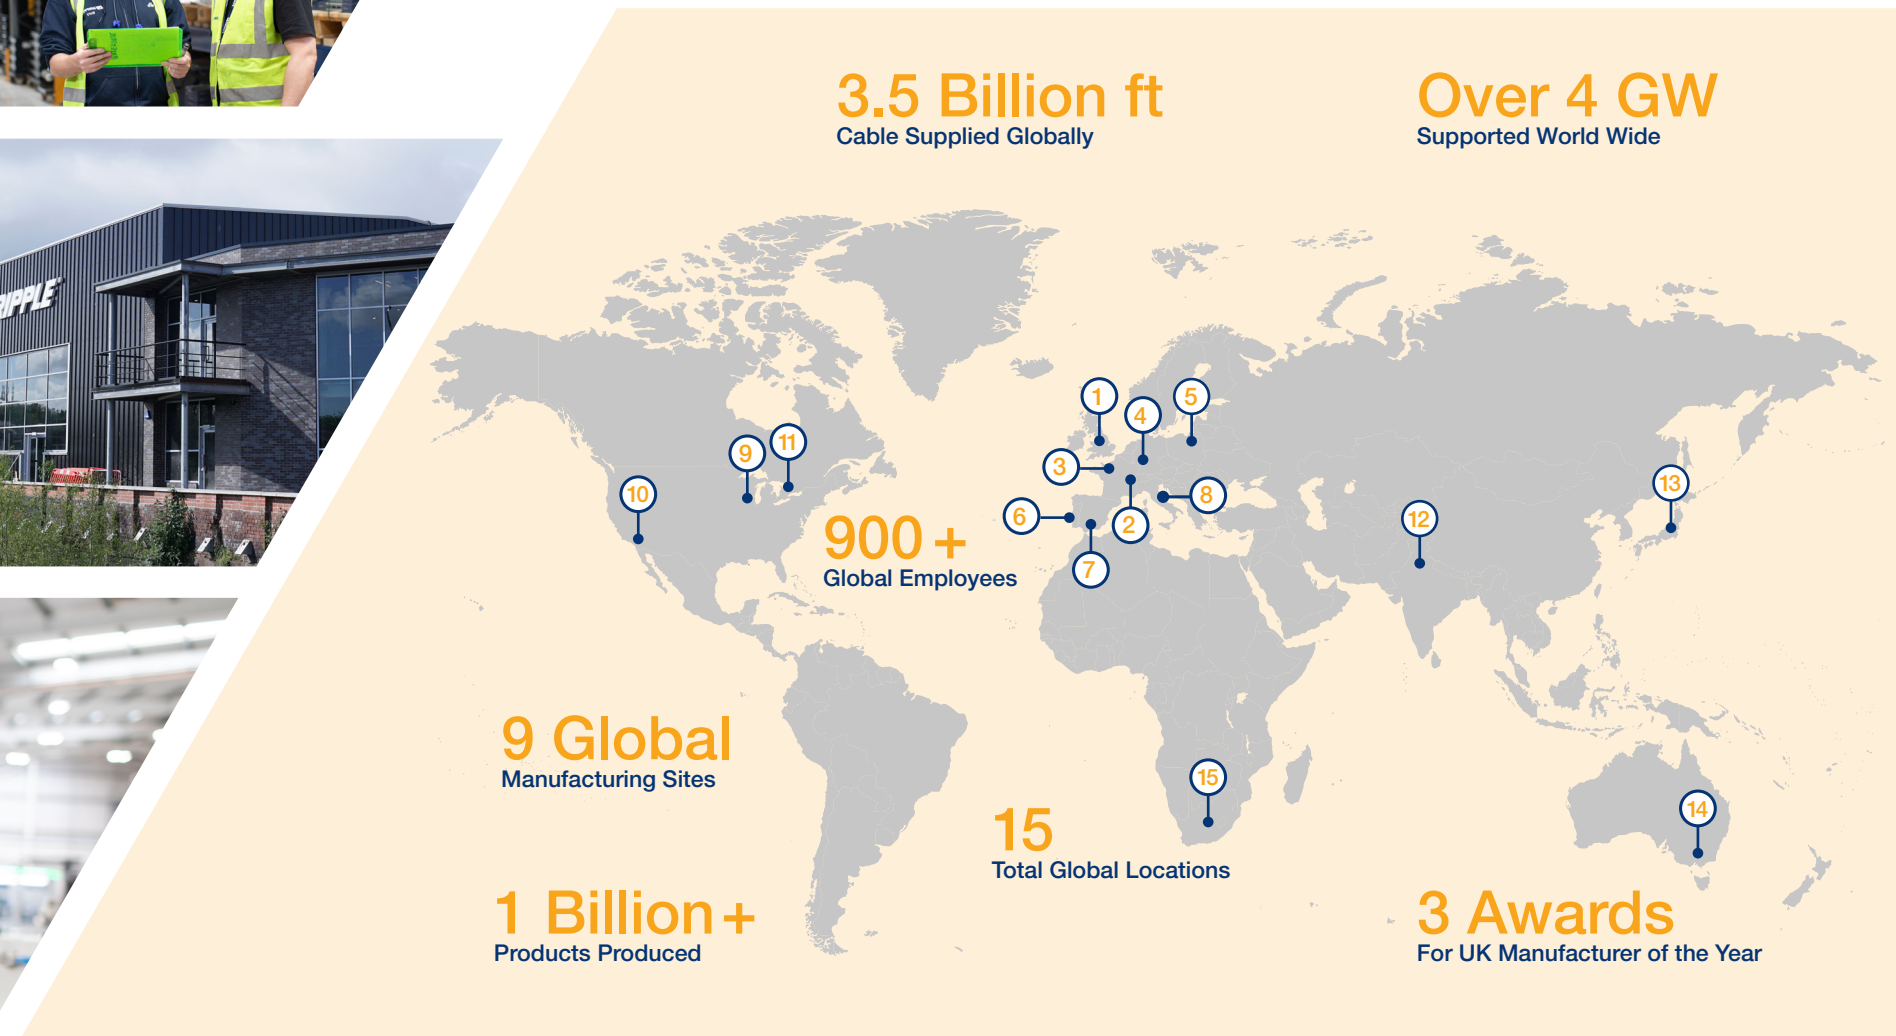 3.5 Billion ft
Cable Supplied Globally
Over 4 GW
Supported World Wide
RIPPLE
1
5
4
11
9
3
13
10
8
6
12
2
900 +
Global Employees
7
9 Global
Manufacturing Sites
15
14
15
Total Global Locations
1 Billion +
Products Produced
3 Awards
For UK Manufacturer of the Year